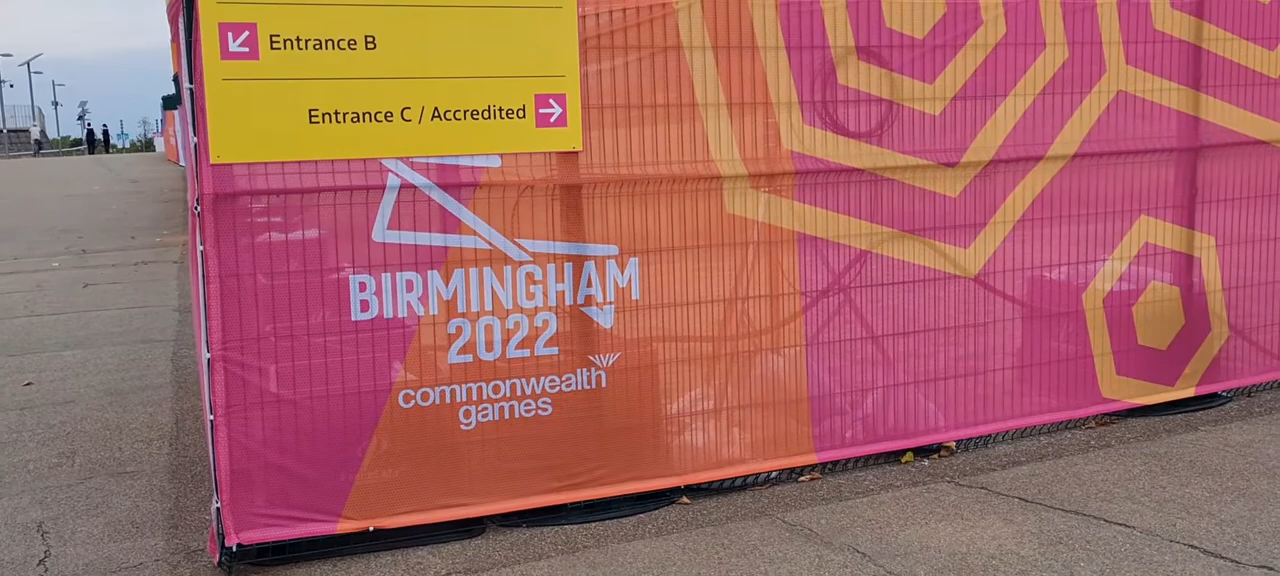 Entrance B
Entrance C / Accredited
BIRMINGHAM
2022
commonwealth
games